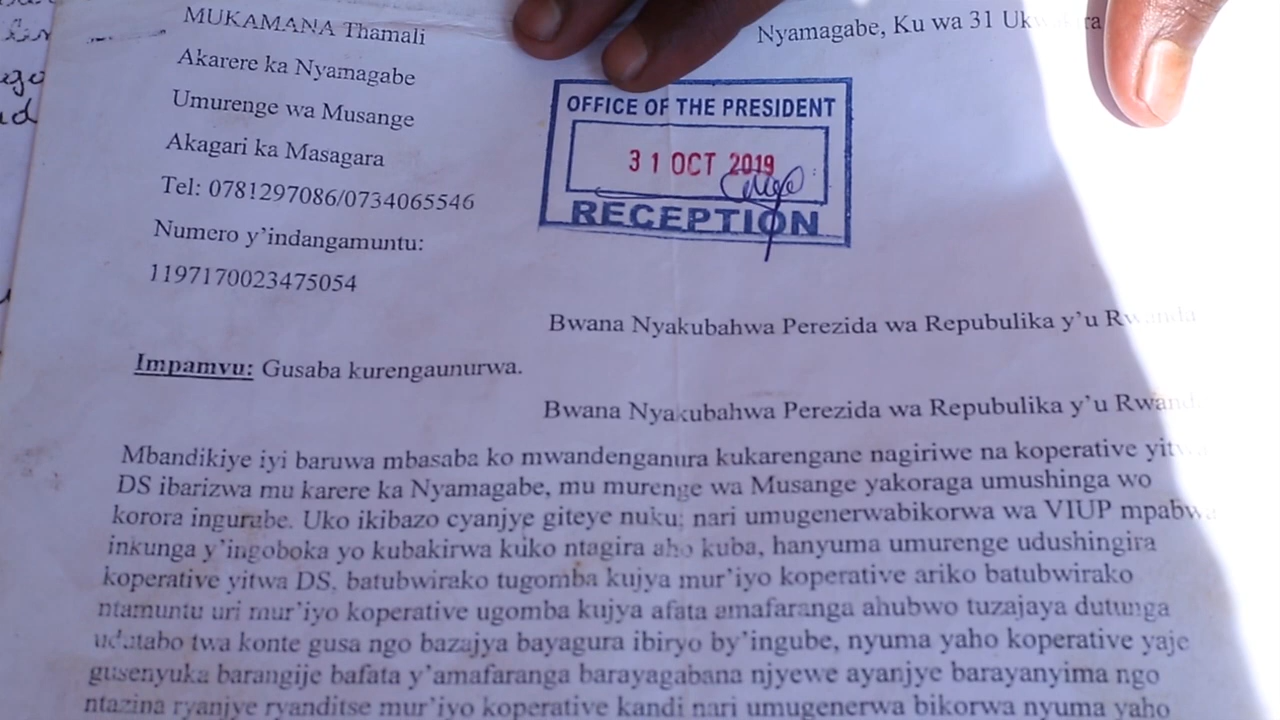 MUKAMANA Thamali
Nyamagabe, Ku wa 31
Akarere ka Nyamagabe
Umurenge wa Musange
Akagari ka Masagara
Tel: 0781297086/0734065546
Numero y'indangamuntu:
1197170023475054
OFFICE OF THE PRESIDENT
31 OCT 2019
RECEPTION
Bwana Nyakubahwa Perezida wa Repubulika y'u Rwanda
Impamvu: Gusaba kurengaunurwa.
Bwana Nyakubahwa Perezida wa Repubulika y'u Rwand
Mbandikiye iyi baruwa mbasaba ko mwandenganura kukarengane nagiriwe na koperative
DS ibarizwa mu karere ka Nyamagabe, mu murenge wa Musange yakoraga umushinga wo
korora ingurube. Uko ikibazo cyanjye giteye nuku; nari umugenerwabikorwa wa VIUP
inkunga y'ingoboka yo kubakirwa kuko ntagira aho kuba, hanyuma umurenge udushingira
koperative yitwa DS, batubwirako tugomba kujya mur'iyo koperative ariko batubwirako
ntamuntu uri mur'iyo koperative ugomba kujya afata amafaranga ahubwo tuzajaya dutunga
udutabo twa konte gusa ngo bazajya bayagura ibiryo by'ingube, nyuma yaho koperative yaje
gusenyuka barangije bafata y'amafaranga barayagabana njyewe ayanjye barayanyima ngo
ntazina ryanjye ryanditse mur'iyo koperative kandi nari umugenerwa bikorwa nyuma yaho